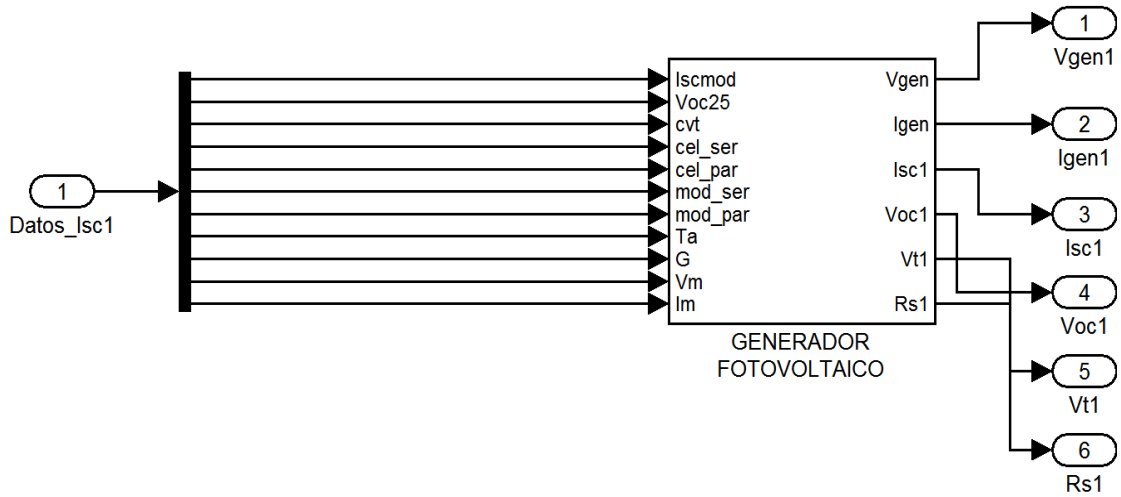 1
Datos_Isc1
Iscmod
Voc25
cvt
cel_ser
cel_par
mod_ser
mod_par
Ta
G
Vm
Im
Vgen
Igen
Isc1
Voc1
Vt1
Rs1
GENERADOR
FOTOVOLTAICO
1
Vgen1
2
Igen1
3
Isc1
4
Voc1
5
Vt1
6
Rs1